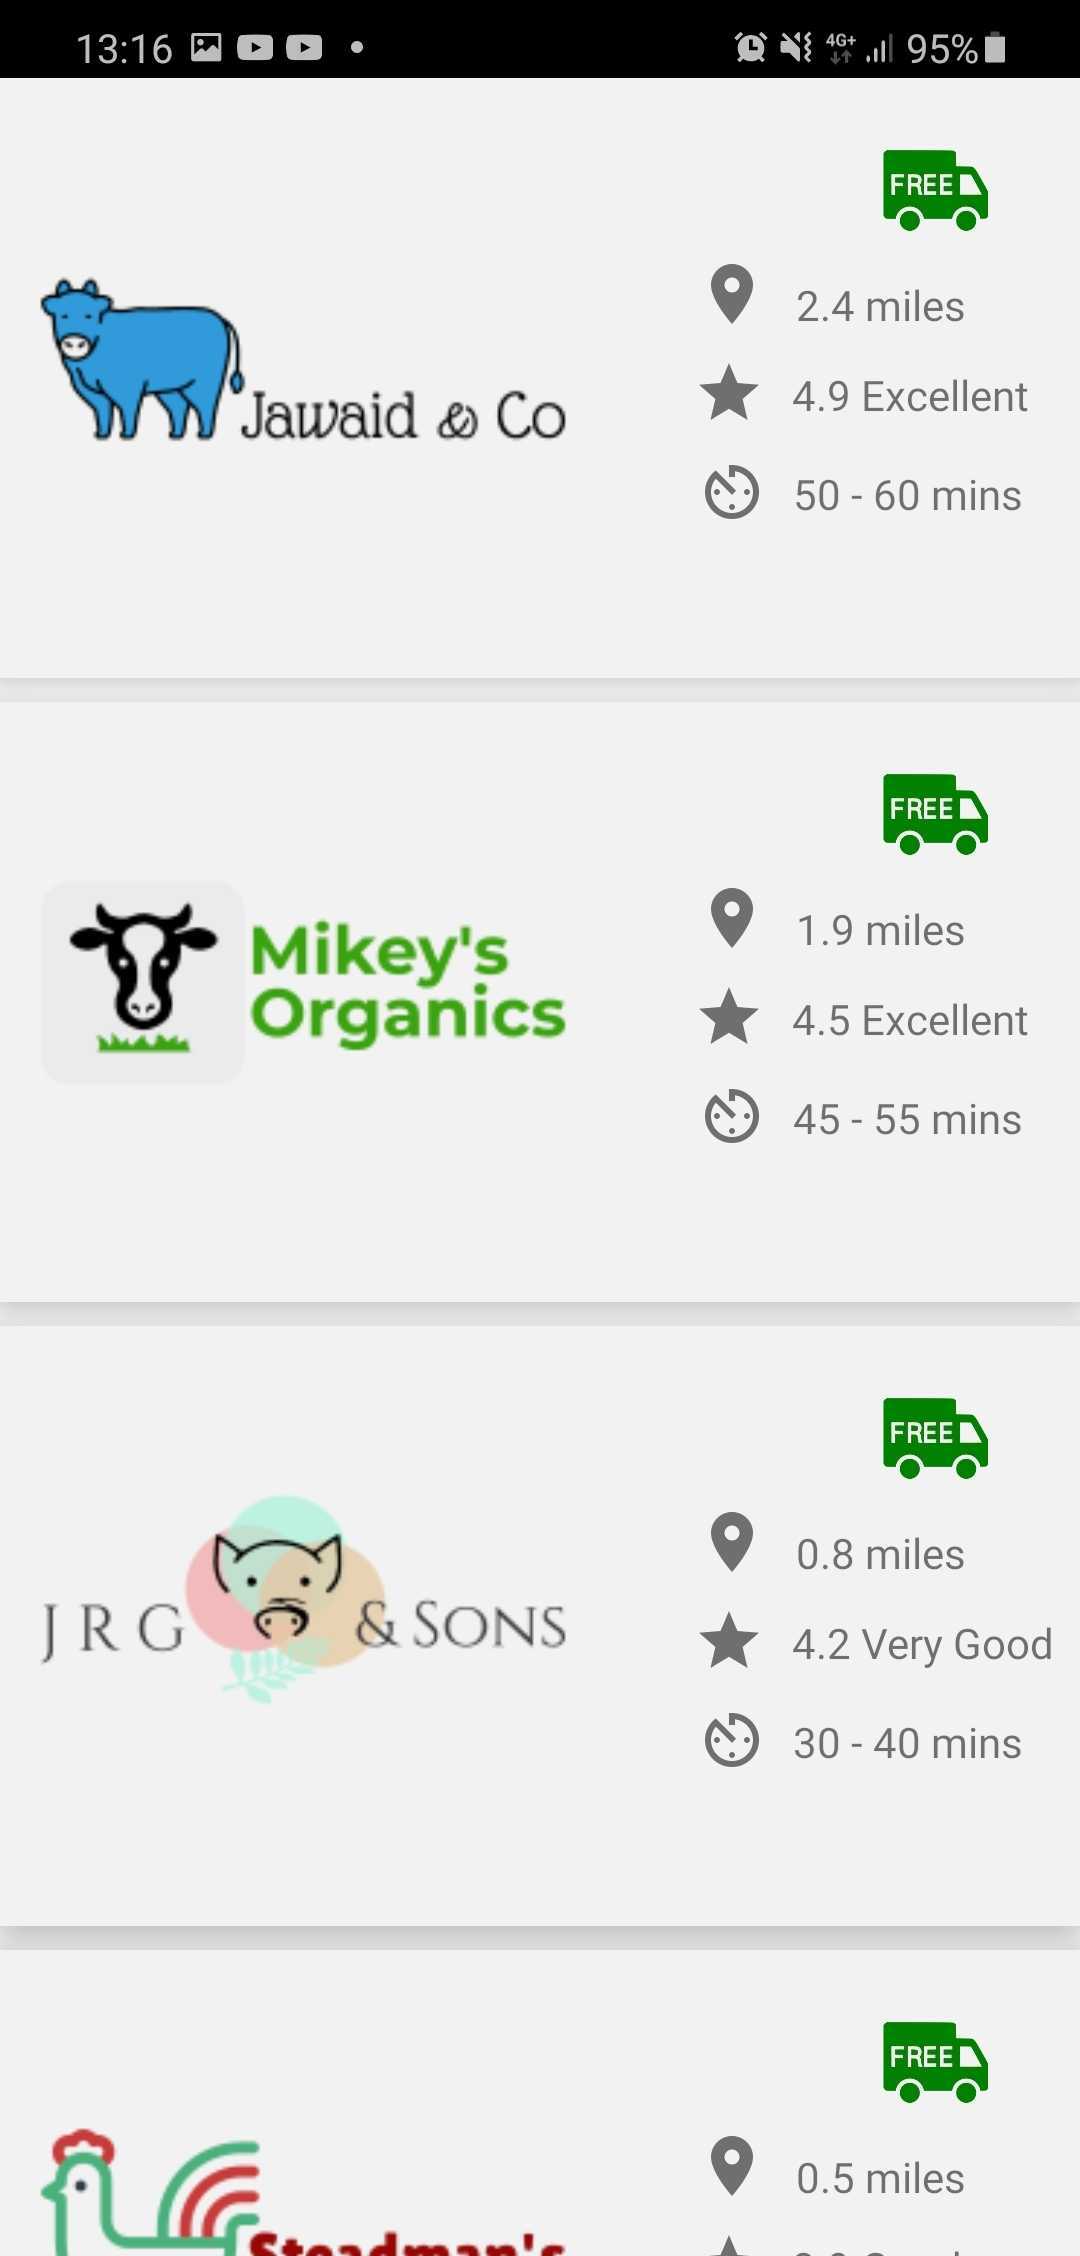 13:16 4G+ 95%
FREE
2.4 miles
Jawaid & Co
4.9 Excellent
50 - 60 mins
FREE
1.9 miles
Mikey's
Organics
4.5 Excellent
45 - 55 mins
FREE
0.8 miles
J R G & SONS
4.2 Very Good
30 - 40 mins
FREE
0.5 miles
Steadman's